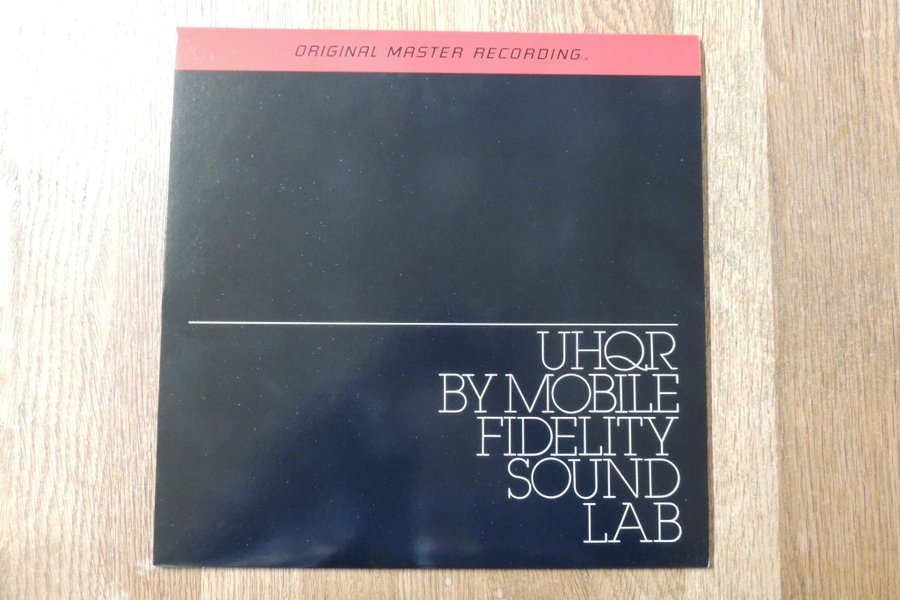 ORIGINAL MASTER RECORDING™
UHQR
BY MOBILE
FIDELITY
SOUND
LAB